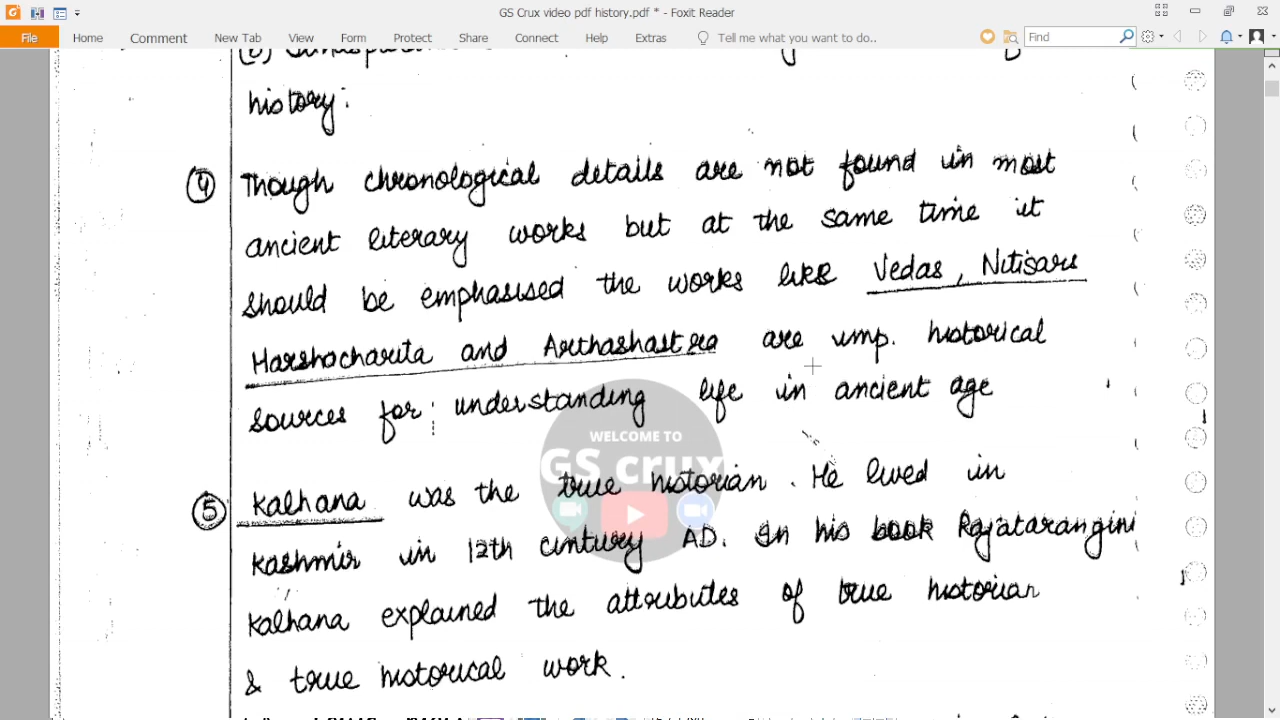 GS Crux video pdf history.pdf * - Foxit Reader
File Home Comment New Tab View Form Protect Share Connect Help Extras Tell me what you want to do.. Find
history:
4 Though chronological details are not found in most
ancient literary works but at the same time it
should be emphasised the works like Vedas, Nitisars
Harshacharita and Arthashastra are imp. historical
sources for understanding life in ancient age
WELCOME TO
GS crux
5 Kalhana was the true historian. He lived in
Kashmir in 12th century AD. In his book Rajatarangini
Kalhana explained the attributes of true historian
& true historical work.